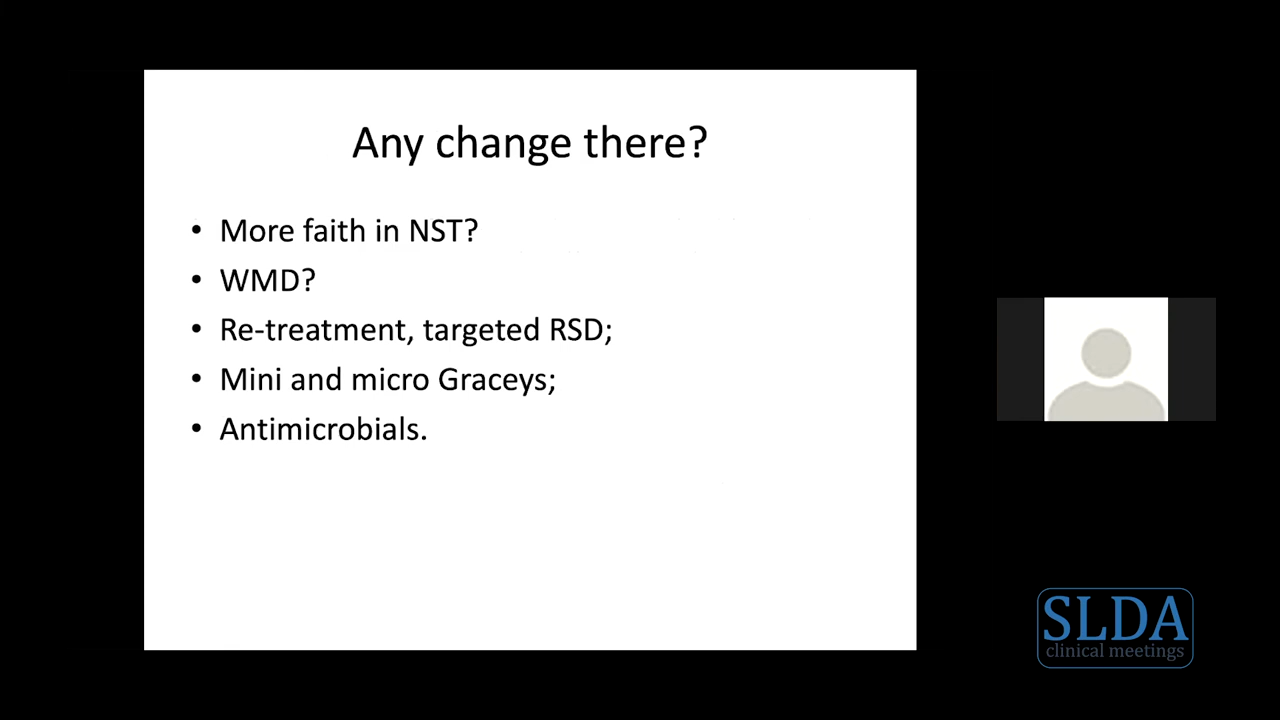 Any change there?
• More faith in NST?
• WMD?
• Re-treatment, targeted RSD;
• Mini and micro Graceys;
• Antimicrobials.
SLDA
clinical meetings